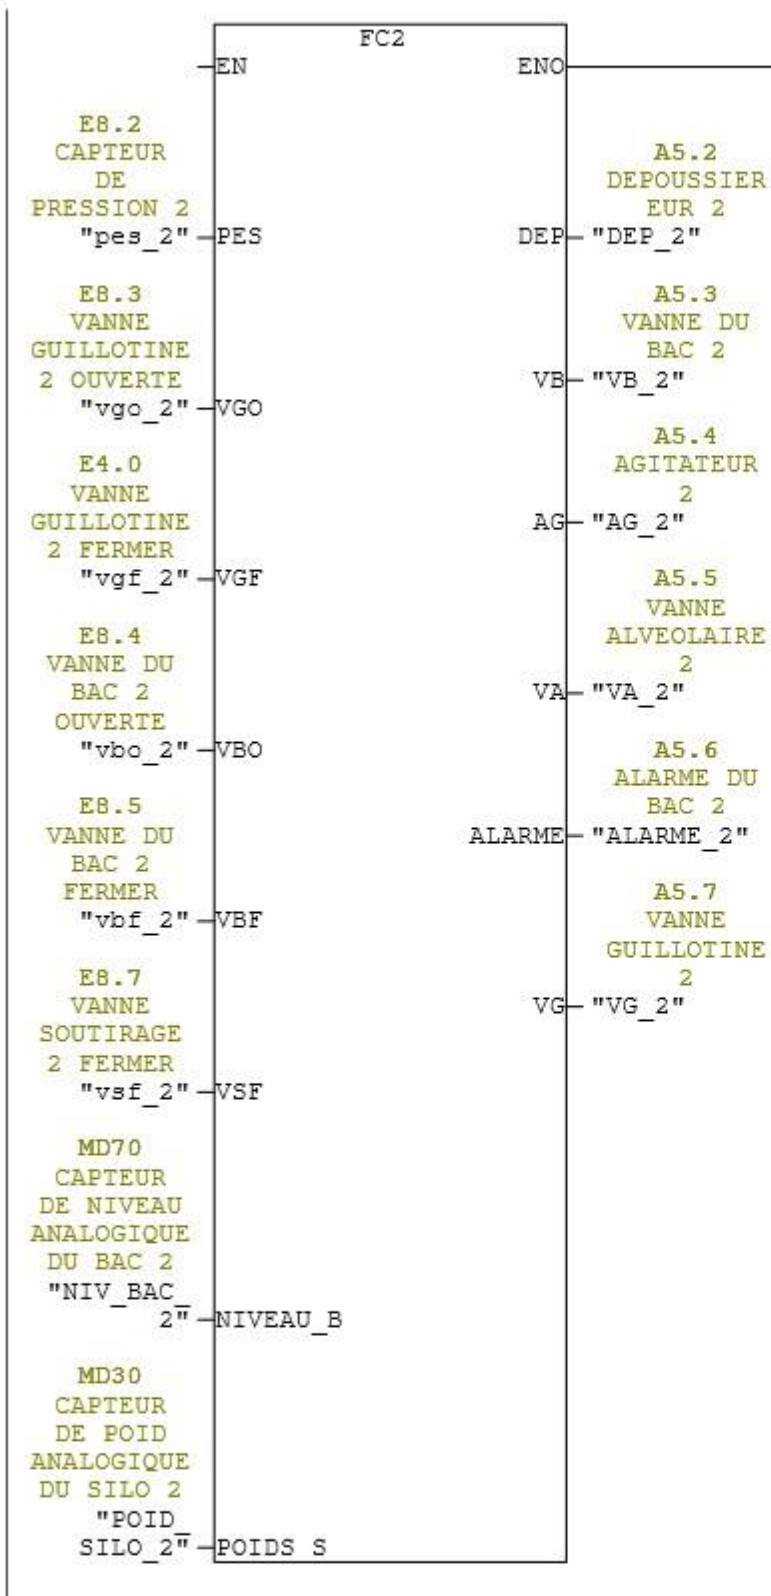 FC2
EN
ENO
E8.2
CAPTEUR
DE
PRESSION 2
"pes_2"
PES
E8.3
VANNE
GUILLOTINE
2 OUVERTE
"vgo_2"
VGO
E4.0
VANNE
GUILLOTINE
2 FERMER
"vgf_2"
VGF
E8.4
VANNE DU
BAC 2
OUVERTE
"vbo_2"
VBO
E8.5
VANNE DU
BAC 2
FERMER
"vbf_2"
VBF
E8.7
VANNE
SOUTIRAGE
2 FERMER
"vsf_2"
VSF
MD70
CAPTEUR
DE NIVEAU
ANALOGIQUE
DU BAC 2
"NIV_BAC_
2"
NIVEAU_B
MD30
CAPTEUR
DE POID
ANALOGIQUE
DU SILO 2
"POID_
SILO_2"
POIDS S
A5.2
DEPOUSSIER
EUR 2
DEP
"DEP_2"
A5.3
VANNE DU
BAC 2
VB
"VB_2"
A5.4
AGITATEUR
2
AG
"AG_2"
A5.5
VANNE
ALVEOLAIRE
2
VA
"VA_2"
A5.6
ALARME DU
BAC 2
ALARME
"ALARME_2"
A5.7
VANNE
GUILLOTINE
2
VG
"VG_2"